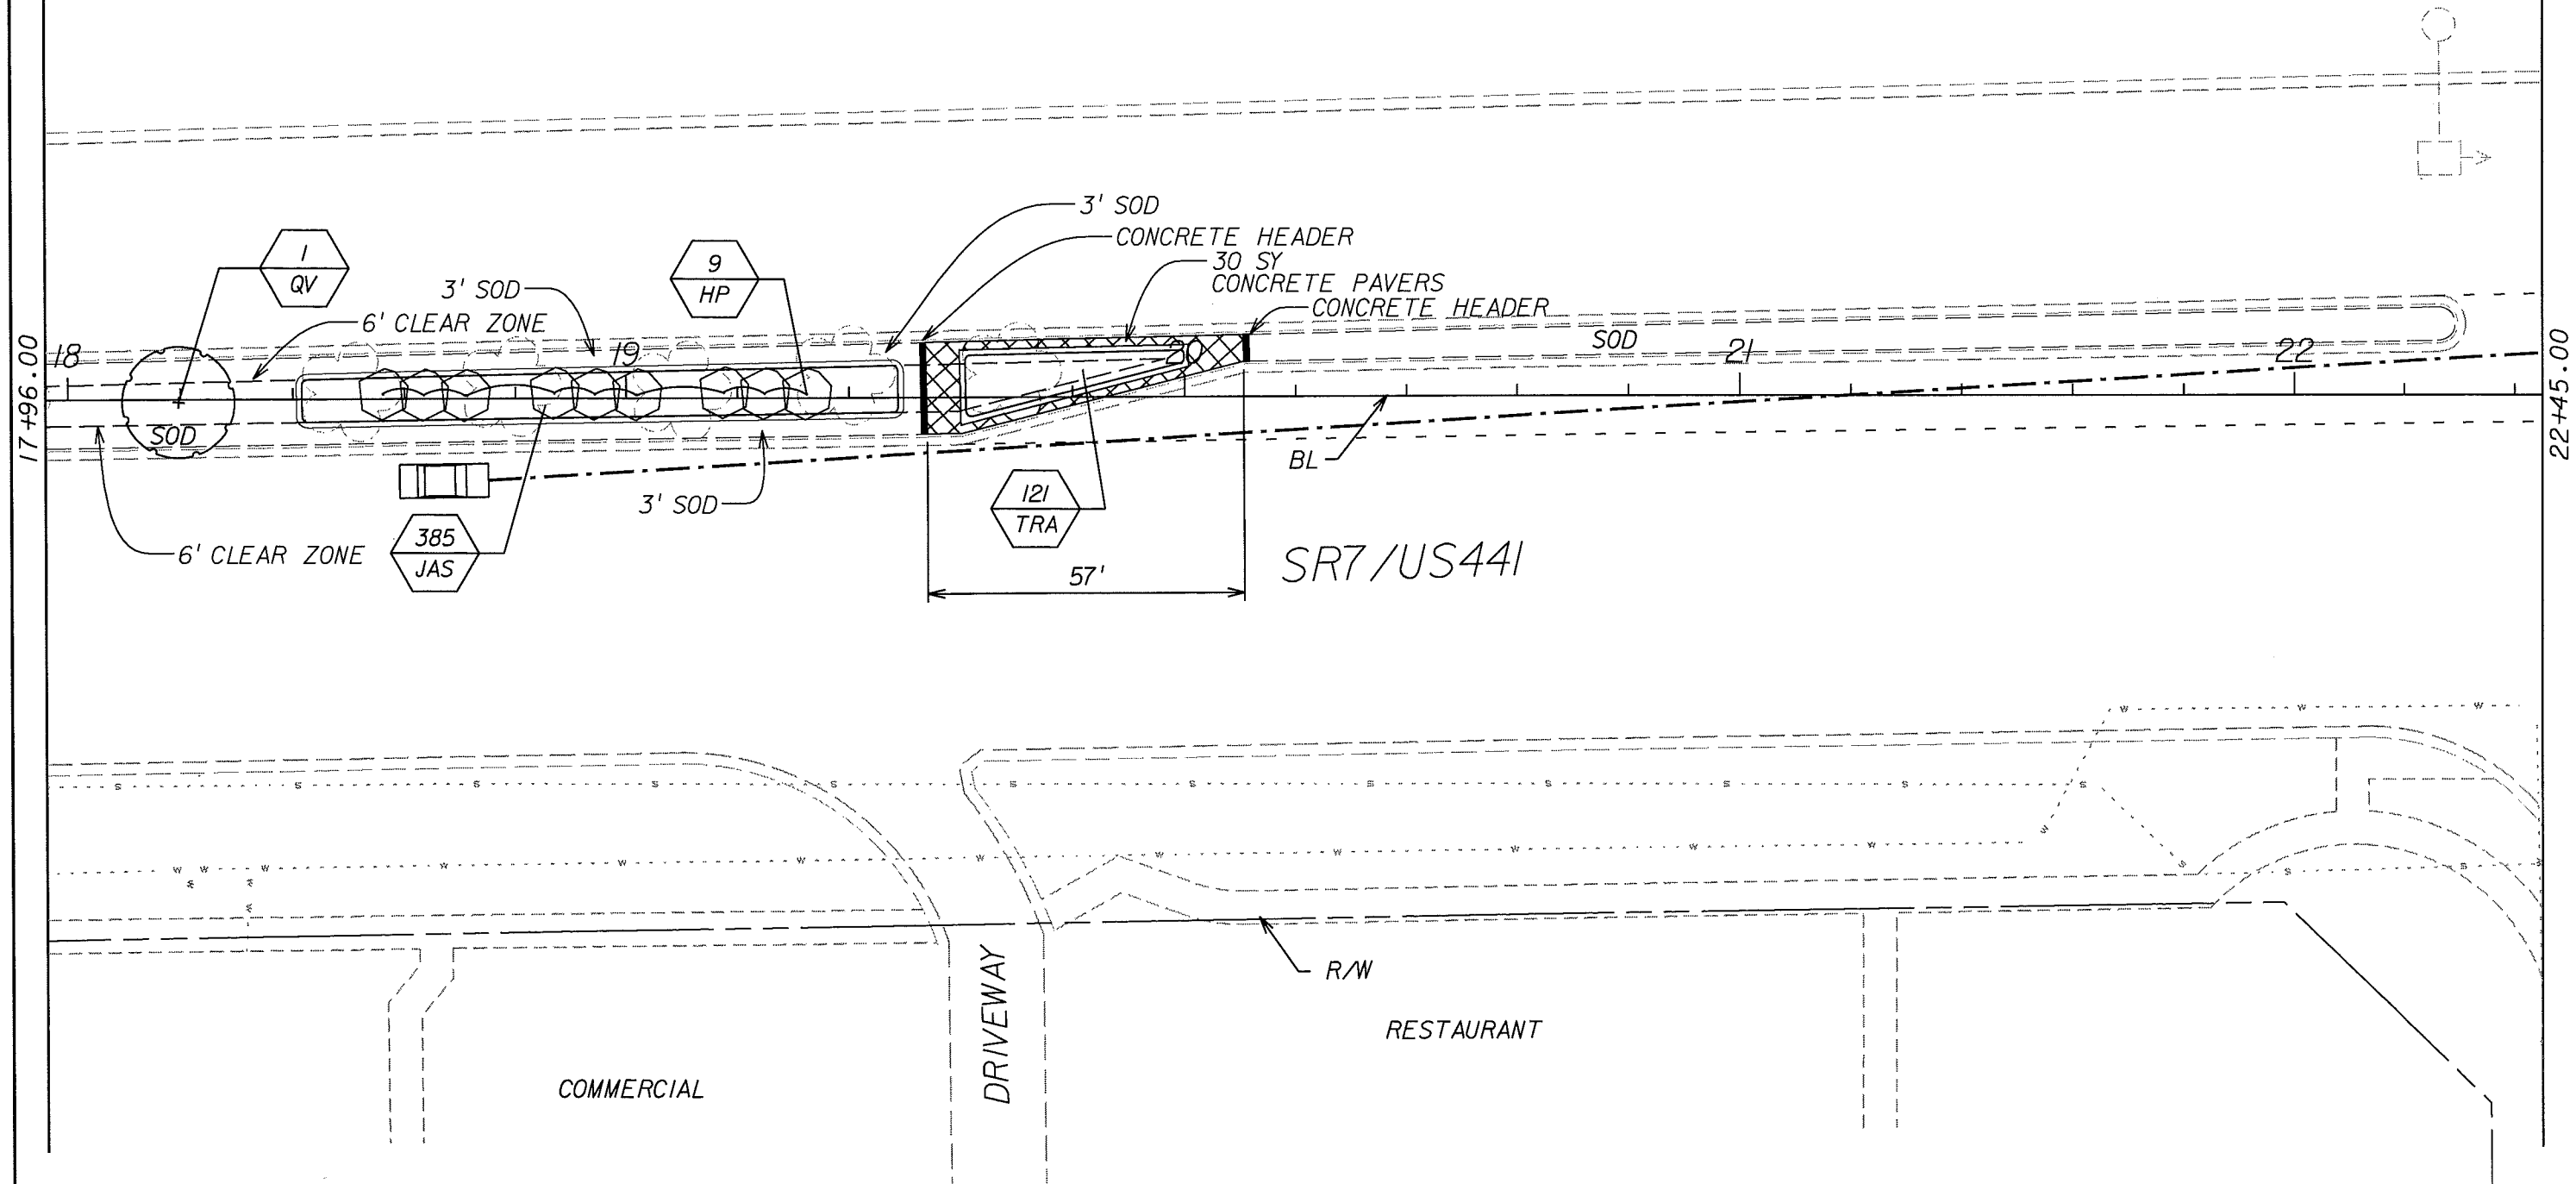 3' SOD
CONCRETE HEADER
30 SY
CONCRETE PAVERS
CONCRETE HEADER
1
QV
9
HP
3' SOD
6' CLEAR ZONE
17+96.00
18
19
SOD
21
22
22+45.00
SOD
BL
3' SOD
121
TRA
6' CLEAR ZONE
385
JAS
57'
SR7/US441
W W W
S S S S S S S S S S S S
W W W W W W W W W W W W
S S S
R/W
DRIVEWAY
RESTAURANT
COMMERCIAL